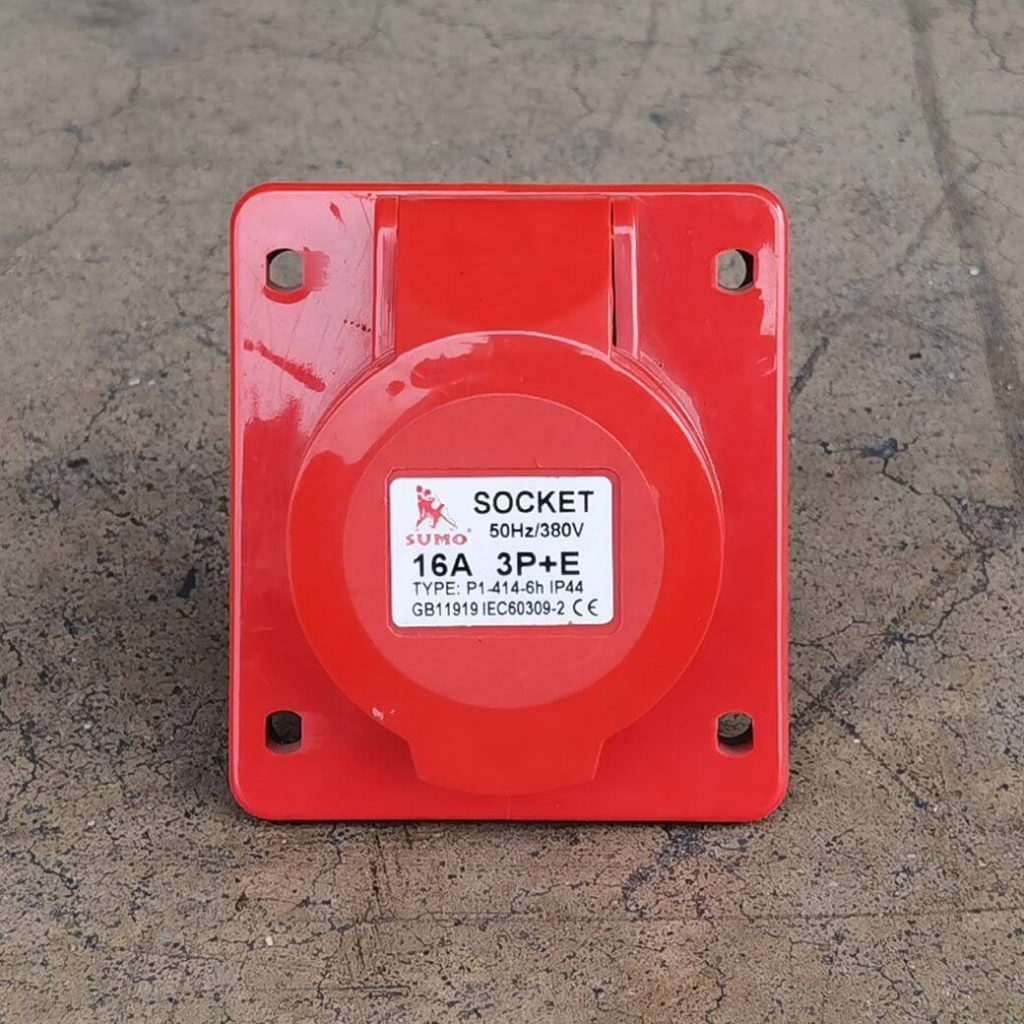 SOCKET
50Hz/380V
SUMO®
16A 3P+E
TYPE: P1-414-6h IP44
GB11919 IEC60309-2 CE